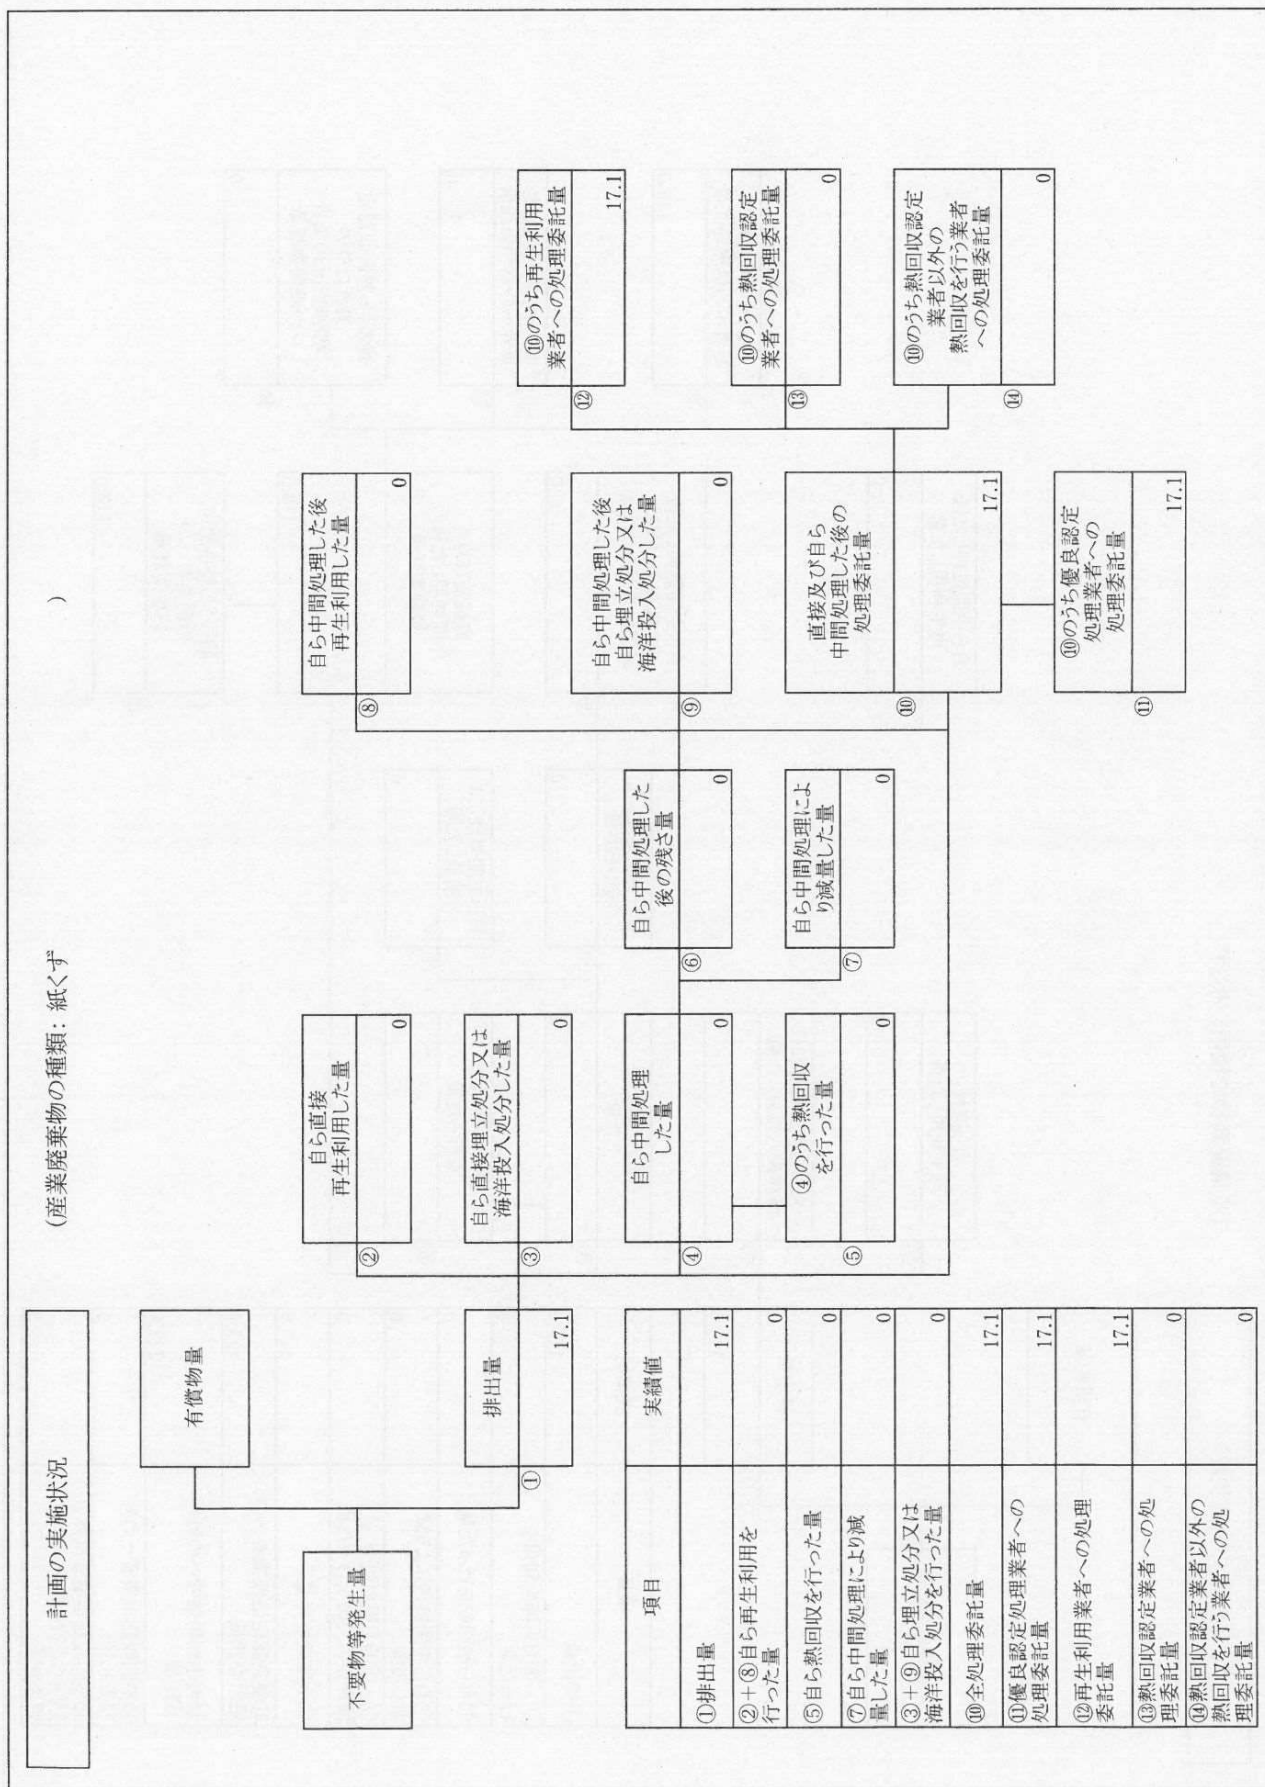 計画の実施状況
(産業廃棄物の種類：紙くず
)
不要物等発生量
有償物量
①
排出量
17.1
②
自ら直接
再生利用した量
0
③
自ら直接埋立処分又は
海洋投入処分した量
0
④
自ら中間処理
した量
0
⑤
④のうち熱回収
を行った量
0
⑥
自ら中間処理した
後の残さ量
0
⑦
自ら中間処理によ
り減量した量
0
⑧
自ら中間処理した後
再生利用した量
0
⑨
自ら中間処理した後
自ら埋立処分又は
海洋投入処分した量
0
⑩
直接及び自ら
中間処理した後の
処理委託量
17.1
⑪
⑩のうち優良認定
処理業者への
処理委託量
17.1
⑫
⑩のうち再生利用
業者への処理委託量
17.1
⑬
⑩のうち熱回収認定
業者への処理委託量
0
⑭
⑩のうち熱回収認定
業者以外の
熱回収を行う業者
への処理委託量
0
項目
実績値
①排出量
17.1
②＋⑧自ら再生利用を
行った量
0
⑤自ら熱回収を行った量
0
⑦自ら中間処理により減
量した量
0
③＋⑨自ら埋立処分又は
海洋投入処分を行った量
0
⑩全処理委託量
17.1
⑪優良認定処理業者への
処理委託量
17.1
⑫再生利用業者への処理
委託量
17.1
⑬熱回収認定業者への処
理委託量
0
⑭熱回収認定業者以外の
熱回収を行う業者への処
理委託量
0